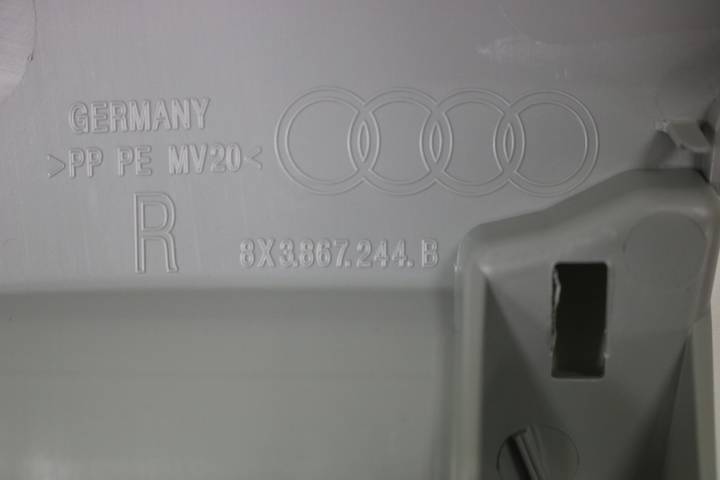 GERMANY
>PP PE MV20<
R
8X3.867.244.B